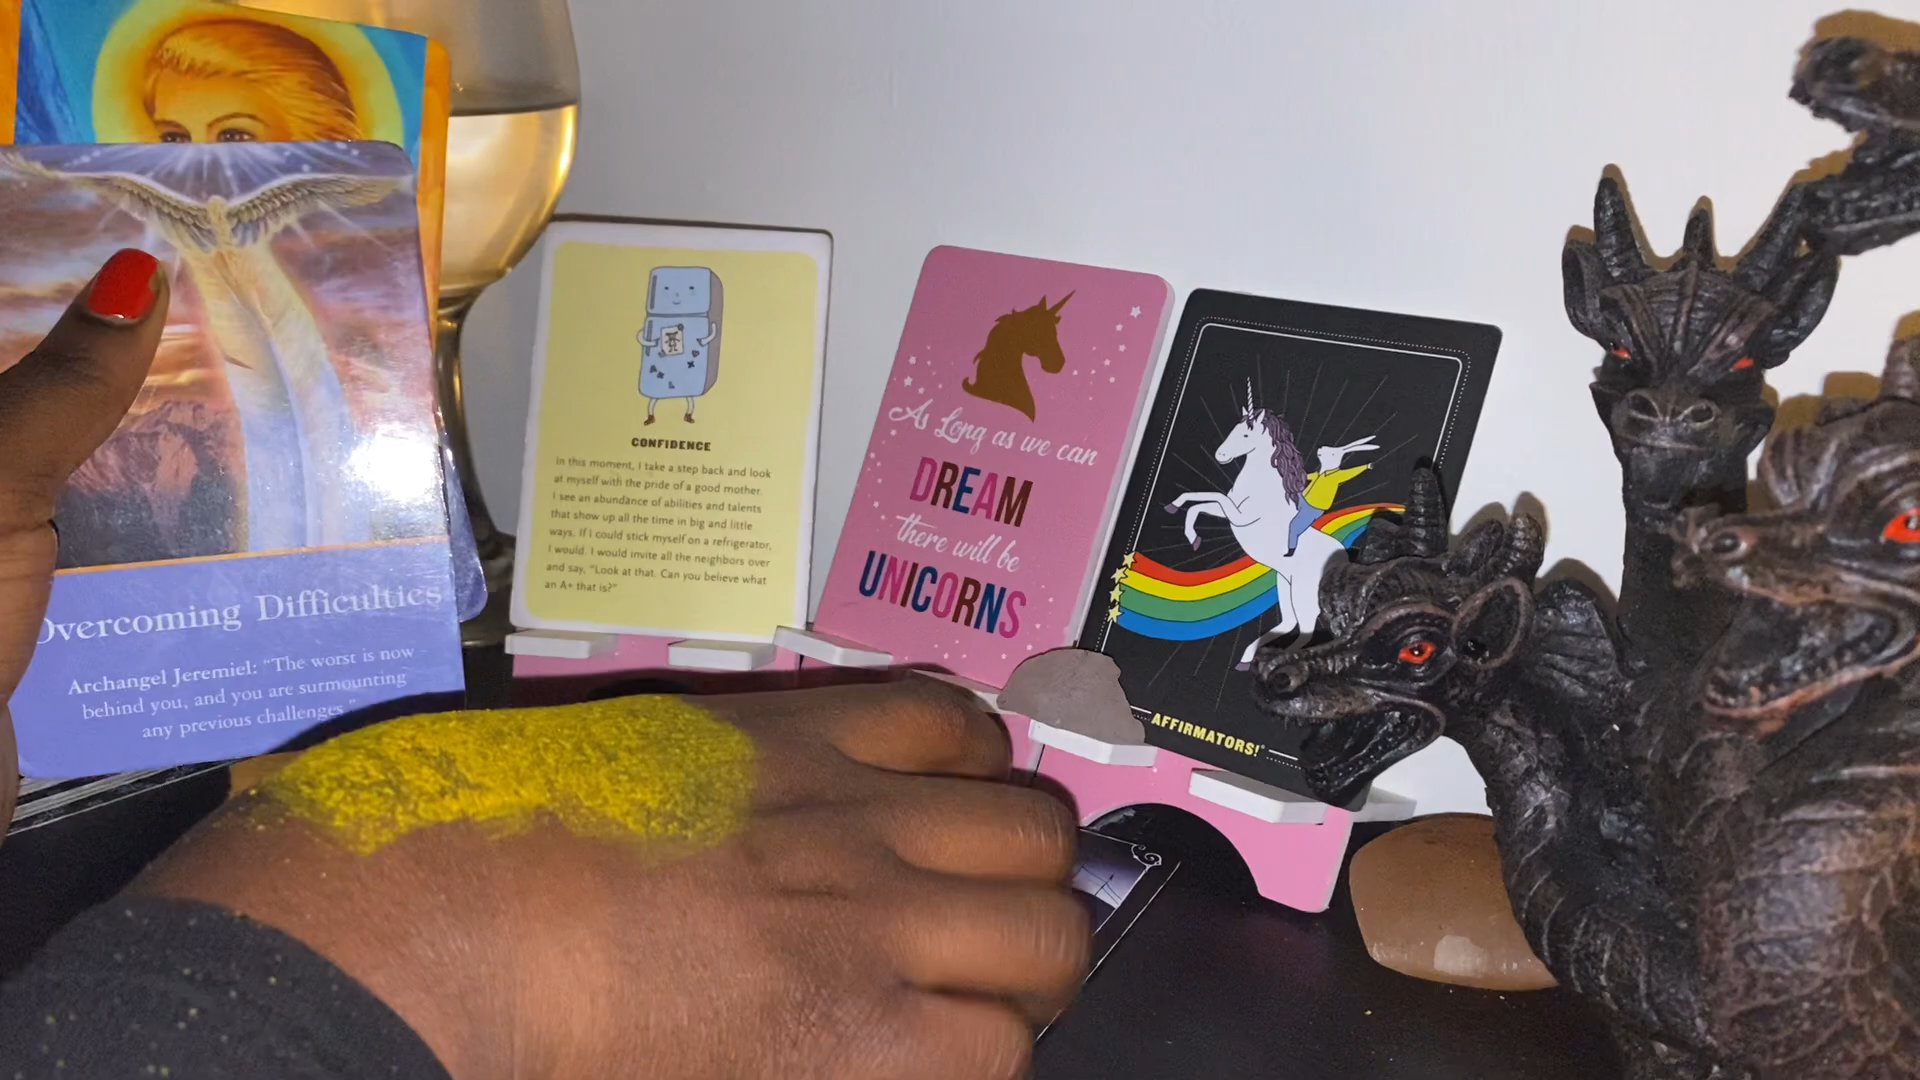 Overcoming Difficulties
Archangel Jeremiel: "The worst is now
behind you, and you are surmounting
any previous challenges."
CONFIDENCE
In this moment, I take a step back and look
at myself with the pride of a good mother.
I see an abundance of abilities and talents
that show up all the time in big and little
ways. If I could stick myself on a refrigerator,
I would. I would invite all the neighbors over
and say, "Look at that. Can you believe what
an A+ that is?"
As Long as we can
DREAM
there will be
UNICORNS
AFFIRMATORS!